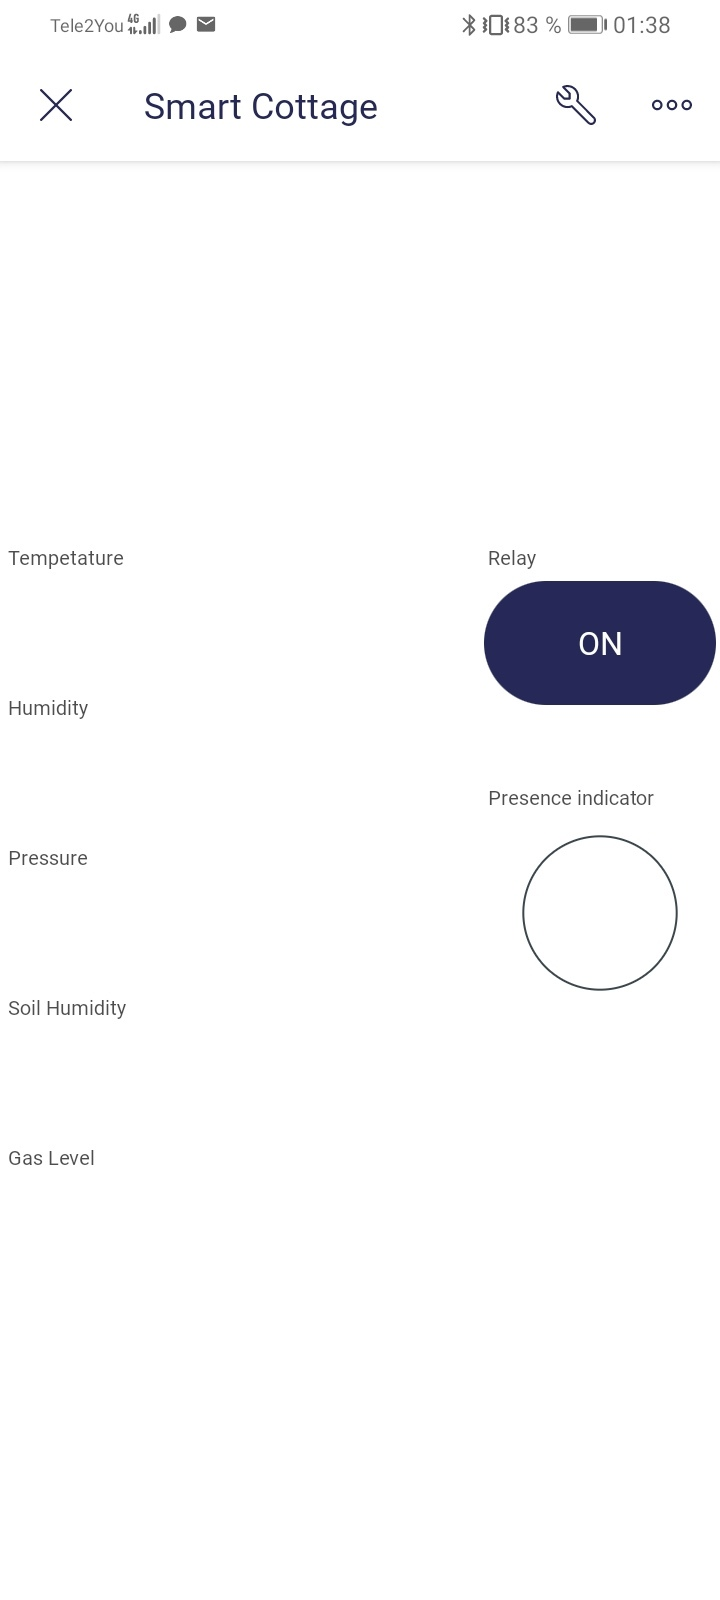 Tele2You 4G 83 % 01:38
Smart Cottage
Tempetature
Relay
ON
Humidity
Presence indicator
Pressure
Soil Humidity
Gas Level